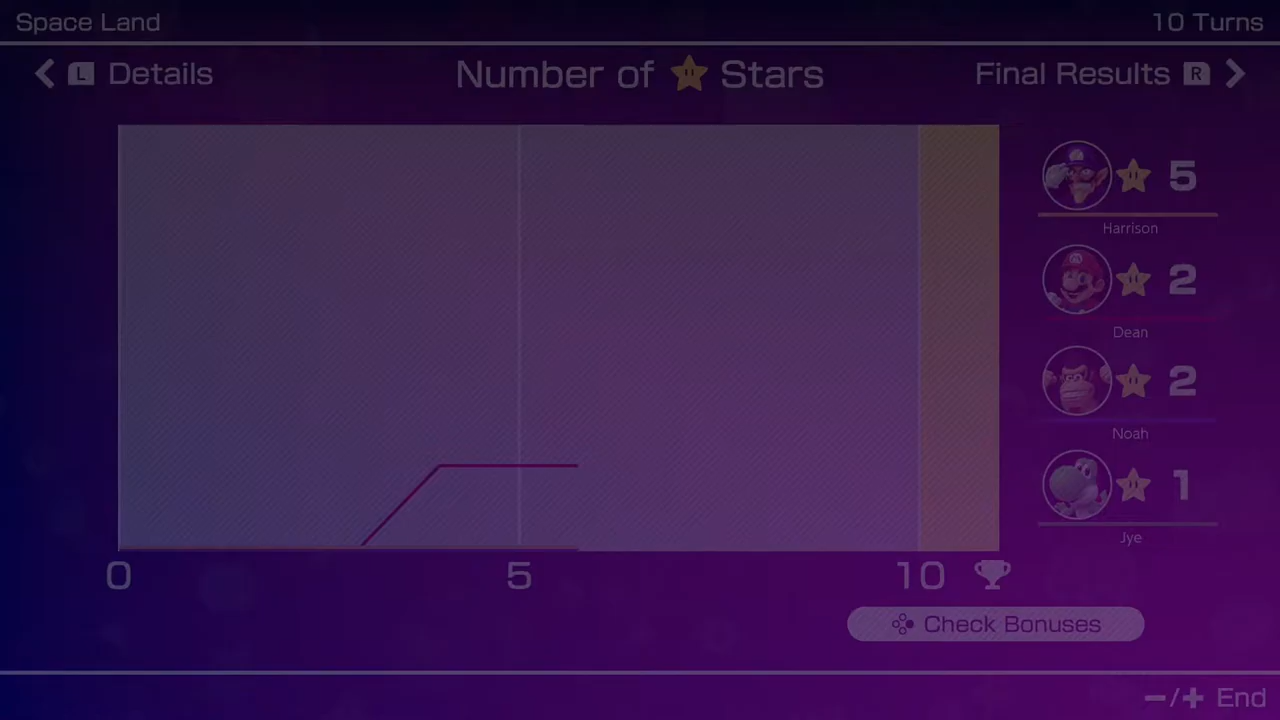 Space Land
10 Turns
L Details
Number of Stars
Final Results R
5
Harrison
2
Dean
2
Noah
1
Jye
0 5 10
Check Bonuses
−/+ End